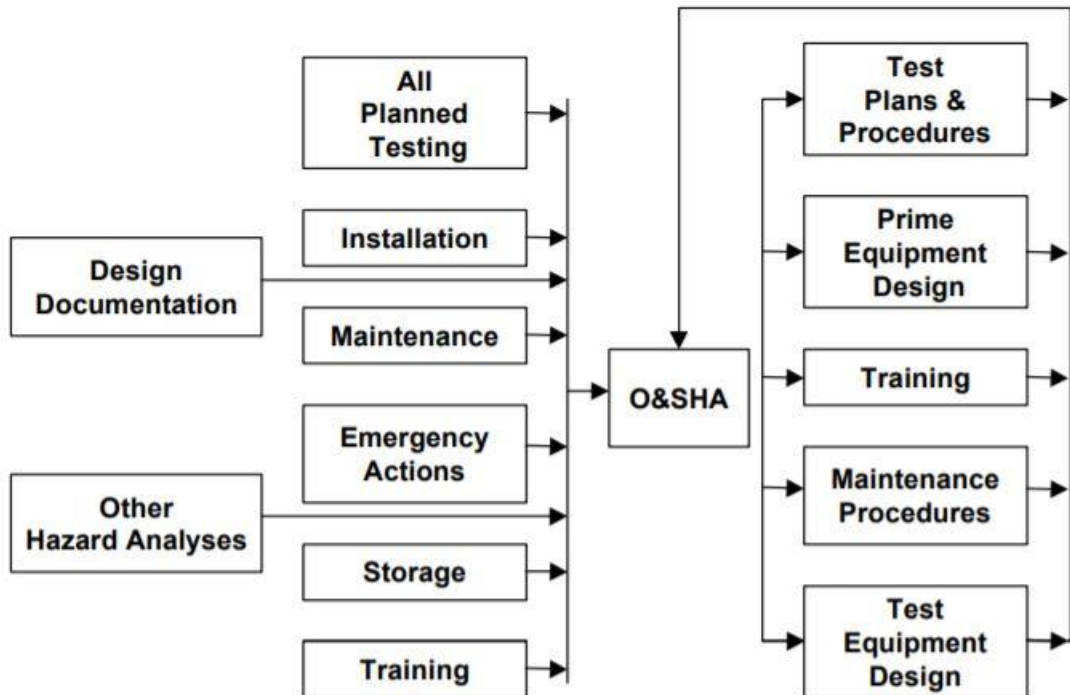 All
Planned
Testing
Installation
Design
Documentation
Maintenance
Emergency
Actions
Other
Hazard Analyses
Storage
Training
O&SHA
Test
Plans &
Procedures
Prime
Equipment
Design
Training
Maintenance
Procedures
Test
Equipment
Design